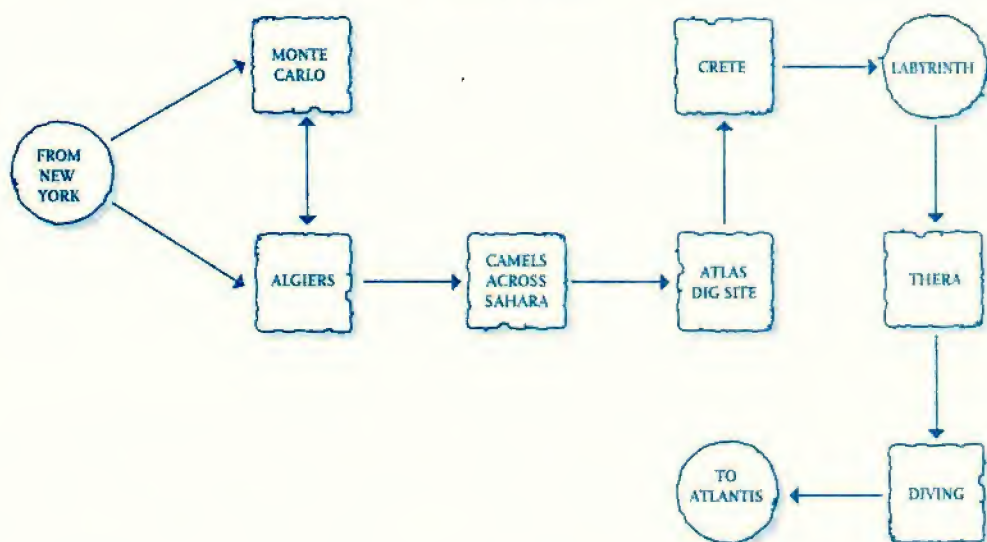 MONTE
CARLO
CRETE
LABYRINTH
FROM
NEW
YORK
ALGIERS
CAMELS
ACROSS
SAHARA
ATLAS
DIG SITE
THERA
TO
ATLANTIS
DIVING